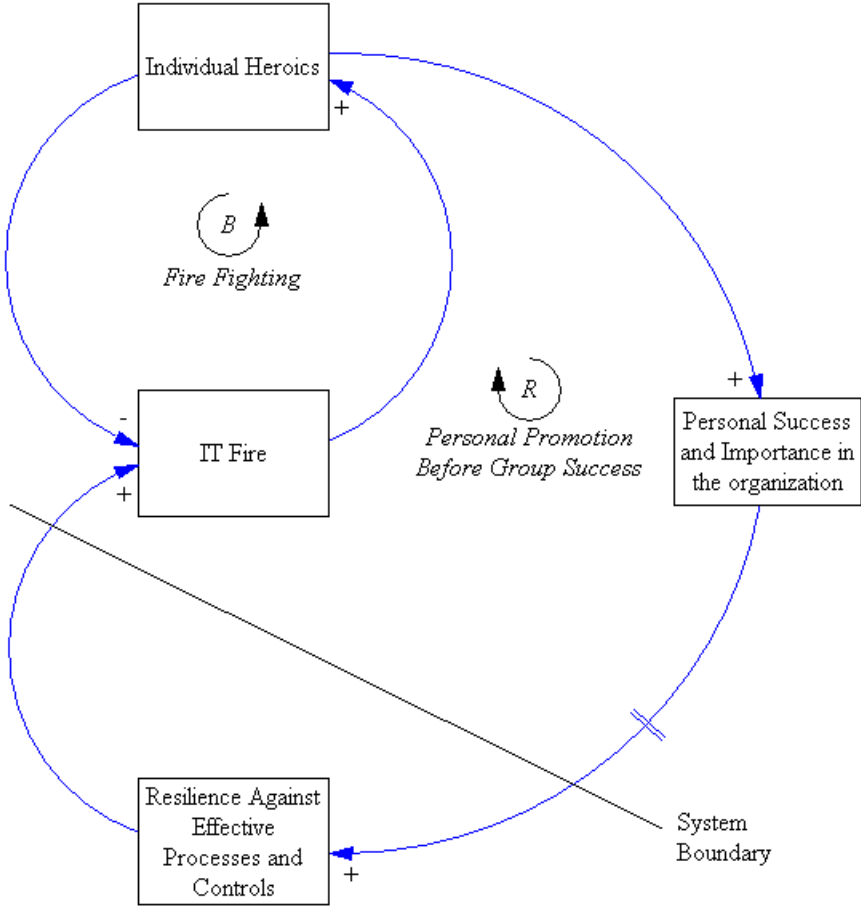 Individual Heroics
+
B
Fire Fighting
R
Personal Promotion
Before Group Success
+
Personal Success
and Importance in
the organization
-
IT Fire
+
Resilience Against
Effective
Processes and
Controls
+
System
Boundary